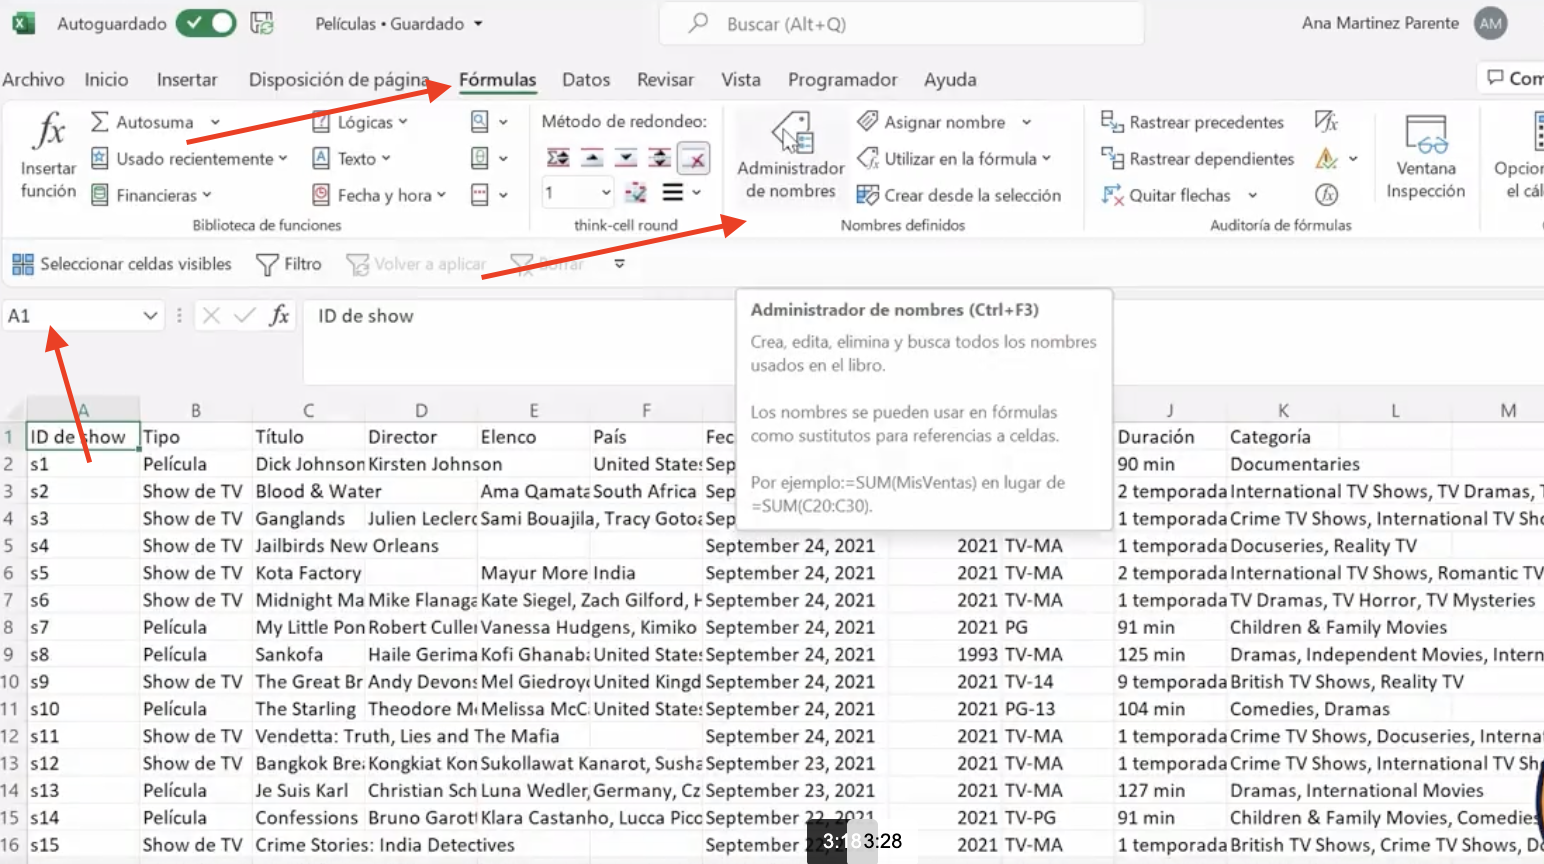 Autoguardado Películas • Guardado Buscar (Alt+Q) Ana Martinez Parente AM
Archivo Inicio Insertar Disposición de página Fórmulas Datos Revisar Vista Programador Ayuda
fx Insertar función
Autosuma
Usado recientemente
Financieras
Lógicas
Texto
Fecha y hora
Biblioteca de funciones
Método de redondeo:
1
think-cell round
Administrador de nombres
Asignar nombre
Utilizar en la fórmula
Crear desde la selección
Nombres definidos
Rastrear precedentes
Rastrear dependientes
Quitar flechas
Auditoría de fórmulas
Ventana Inspección
Seleccionar celdas visibles Filtro Volver a aplicar Borrar
A1 fx ID de show
Administrador de nombres (Ctrl+F3)
Crea, edita, elimina y busca todos los nombres
usados en el libro.
Los nombres se pueden usar en fórmulas
como sustitutos para referencias a celdas.
Por ejemplo:=SUM(MisVentas) en lugar de
=SUM(C20:C30).
A B C D E F J K L M
1 ID de show Tipo Título Director Elenco País Fec Duración Categoría
2 s1 Película Dick Johnson Kirsten Johnson United States Sep 90 min Documentaries
3 s2 Show de TV Blood & Water Ama Qamata South Africa Sep 2 temporada International TV Shows, TV Dramas,
4 s3 Show de TV Ganglands Julien Leclerc Sami Bouajila, Tracy Gotoa Sep 1 temporada Crime TV Shows, International TV Sho
5 s4 Show de TV Jailbirds New Orleans September 24, 2021 2021 TV-MA 1 temporada Docuseries, Reality TV
6 s5 Show de TV Kota Factory Mayur More India September 24, 2021 2021 TV-MA 2 temporada International TV Shows, Romantic TV
7 s6 Show de TV Midnight Ma Mike Flanaga Kate Siegel, Zach Gilford, September 24, 2021 2021 TV-MA 1 temporada TV Dramas, TV Horror, TV Mysteries
8 s7 Película My Little Pon Robert Culle Vanessa Hudgens, Kimiko September 24, 2021 2021 PG 91 min Children & Family Movies
9 s8 Película Sankofa Haile Gerima Kofi Ghanaba United States September 24, 2021 1993 TV-MA 125 min Dramas, Independent Movies, Intern
10 s9 Show de TV The Great Br Andy Devons Mel Giedroy United Kingd September 24, 2021 2021 TV-14 9 temporada British TV Shows, Reality TV
11 s10 Película The Starling Theodore Me Melissa McC United States September 24, 2021 2021 PG-13 104 min Comedies, Dramas
12 s11 Show de TV Vendetta: Truth, Lies and The Mafia September 24, 2021 2021 TV-MA 1 temporada Crime TV Shows, Docuseries, Interna
13 s12 Show de TV Bangkok Brea Kongkiat Kom Sukollawat Kanarot, Susha September 23, 2021 2021 TV-MA 1 temporada Crime TV Shows, International TV Sh
14 s13 Película Je Suis Karl Christian Sch Luna Wedler, Germany, Cz September 23, 2021 2021 TV-MA 127 min Dramas, International Movies
15 s14 Película Confessions Bruno Garott Klara Castanho, Lucca Pico September 22, 2021 2021 TV-PG 91 min Children & Family Movies, Comedies
16 s15 Show de TV Crime Stories: India Detectives September 22, 2021 2021 TV-MA 1 temporada British TV Shows, Crime TV Shows,
3:18 3:28